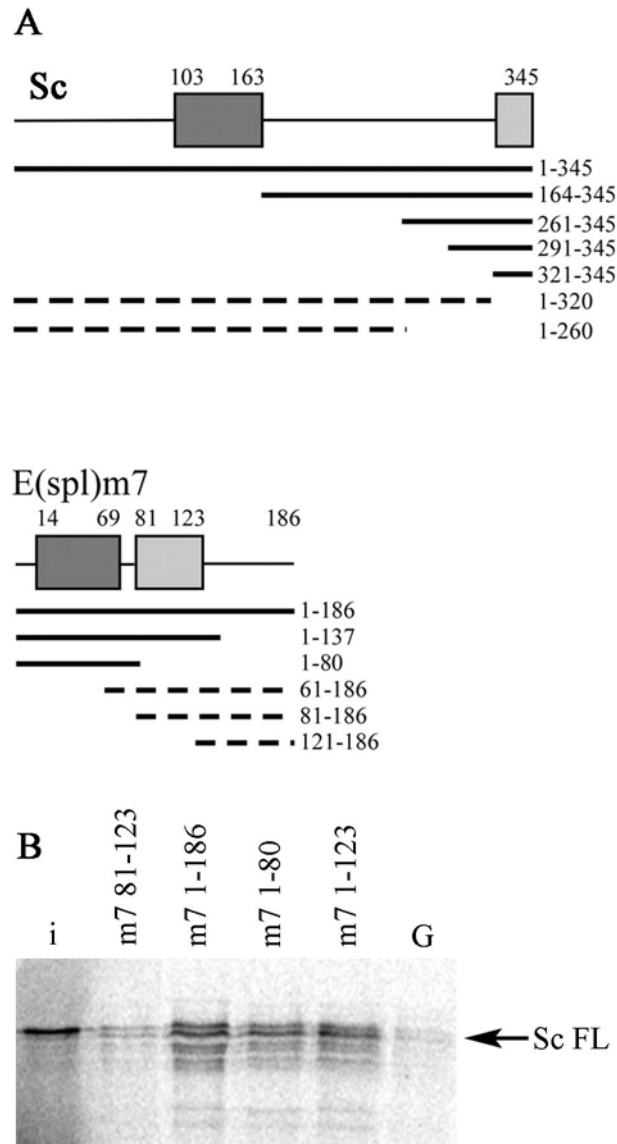 A
Sc
103 163 345
1-345
164-345
261-345
291-345
321-345
1-320
1-260
E(spl)m7
14 69 81 123 186
1-186
1-137
1-80
61-186
81-186
121-186
B
i
m7 81-123
m7 1-186
m7 1-80
m7 1-123
G
Sc FL